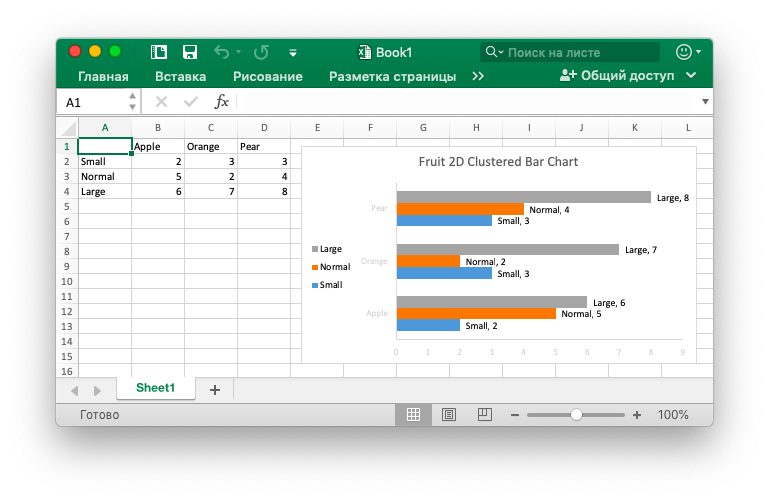 Book1
Поиск на листе
Главная Вставка Рисование Разметка страницы >> Общий доступ
A1 fx
A B C D E F G H I J K L
1 Apple Orange Pear
2 Small 2 3 3
3 Normal 5 2 4
4 Large 6 7 8
5
6
7
8
9
10
11
12
13
14
15
16
Fruit 2D Clustered Bar Chart
Pear
Large, 8
Normal, 4
Small, 3
Orange
Large, 7
Normal, 2
Small, 3
Apple
Large, 6
Normal, 5
Small, 2
Large
Normal
Small
0 1 2 3 4 5 6 7 8 9
Sheet1 +
Готово
100%